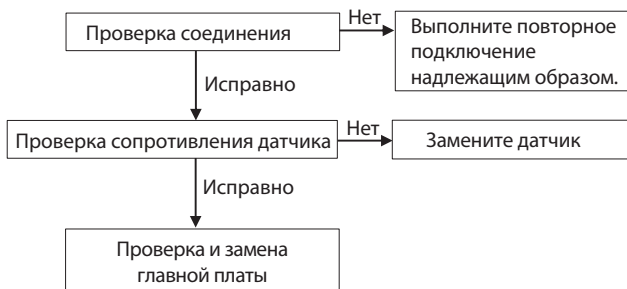 Проверка соединения
Нет
Выполните повторное
подключение
надлежащим образом.
Исправно
Проверка сопротивления датчика
Нет
Замените датчик
Исправно
Проверка и замена
главной платы